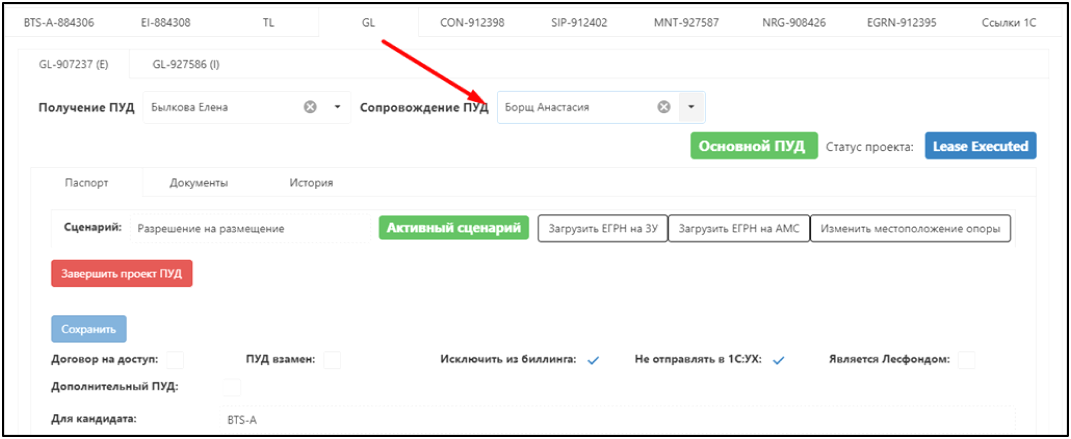 BTS-A-884306 EI-884308 TL GL CON-912398 SIP-912402 MNT-927587 NRG-908426 EGRN-912395 Ссылки 1С
GL-907237 (E) GL-927586 (I)
Получение ПУД Былкова Елена Сопровождение ПУД Борщ Анастасия
Основной ПУД Статус проекта: Lease Executed
Паспорт Документы История
Сценарий: Разрешение на размещение Активный сценарий Загрузить ЕГРН на ЗУ Загрузить ЕГРН на АМС Изменить местоположение опоры
Завершить проект ПУД
Сохранить
Договор на доступ: ПУД взамен: Исключить из биллинга: Не отправлять в 1С:УХ: Является Лесфондом:
Дополнительный ПУД:
Для кандидата: BTS-A